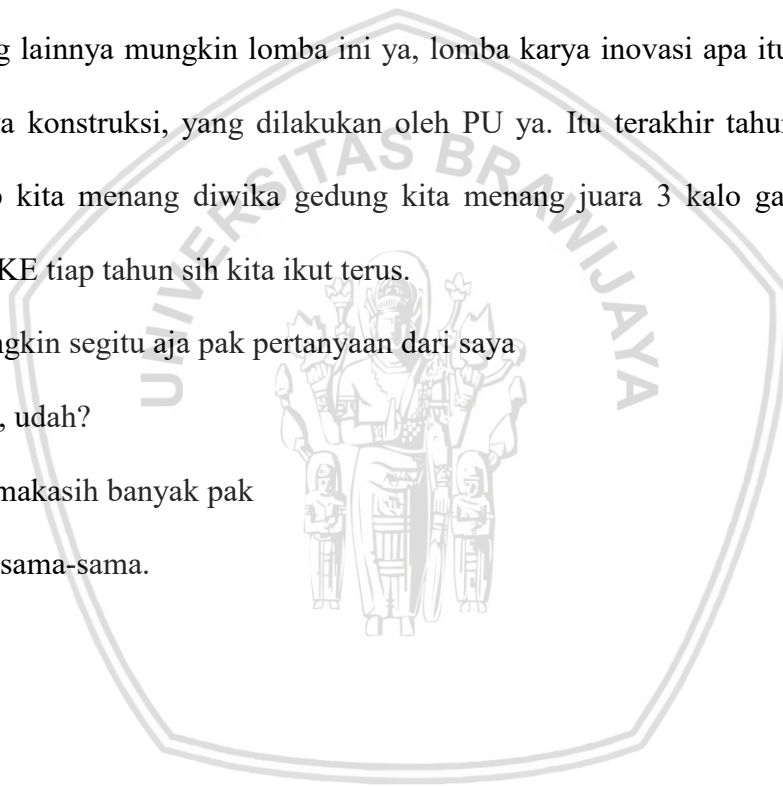 g lainnya mungkin lomba ini ya, lomba karya inovasi apa itu
a konstruksi, yang dilakukan oleh PU ya. Itu terakhir tahun
kita menang diwika gedung kita menang juara 3 kalo ga
KE tiap tahun sih kita ikut terus.
ngkin segitu aja pak pertanyaan dari saya
, udah?
makasih banyak pak
sama-sama.
UNIVERSITAS BRAWIJAYA